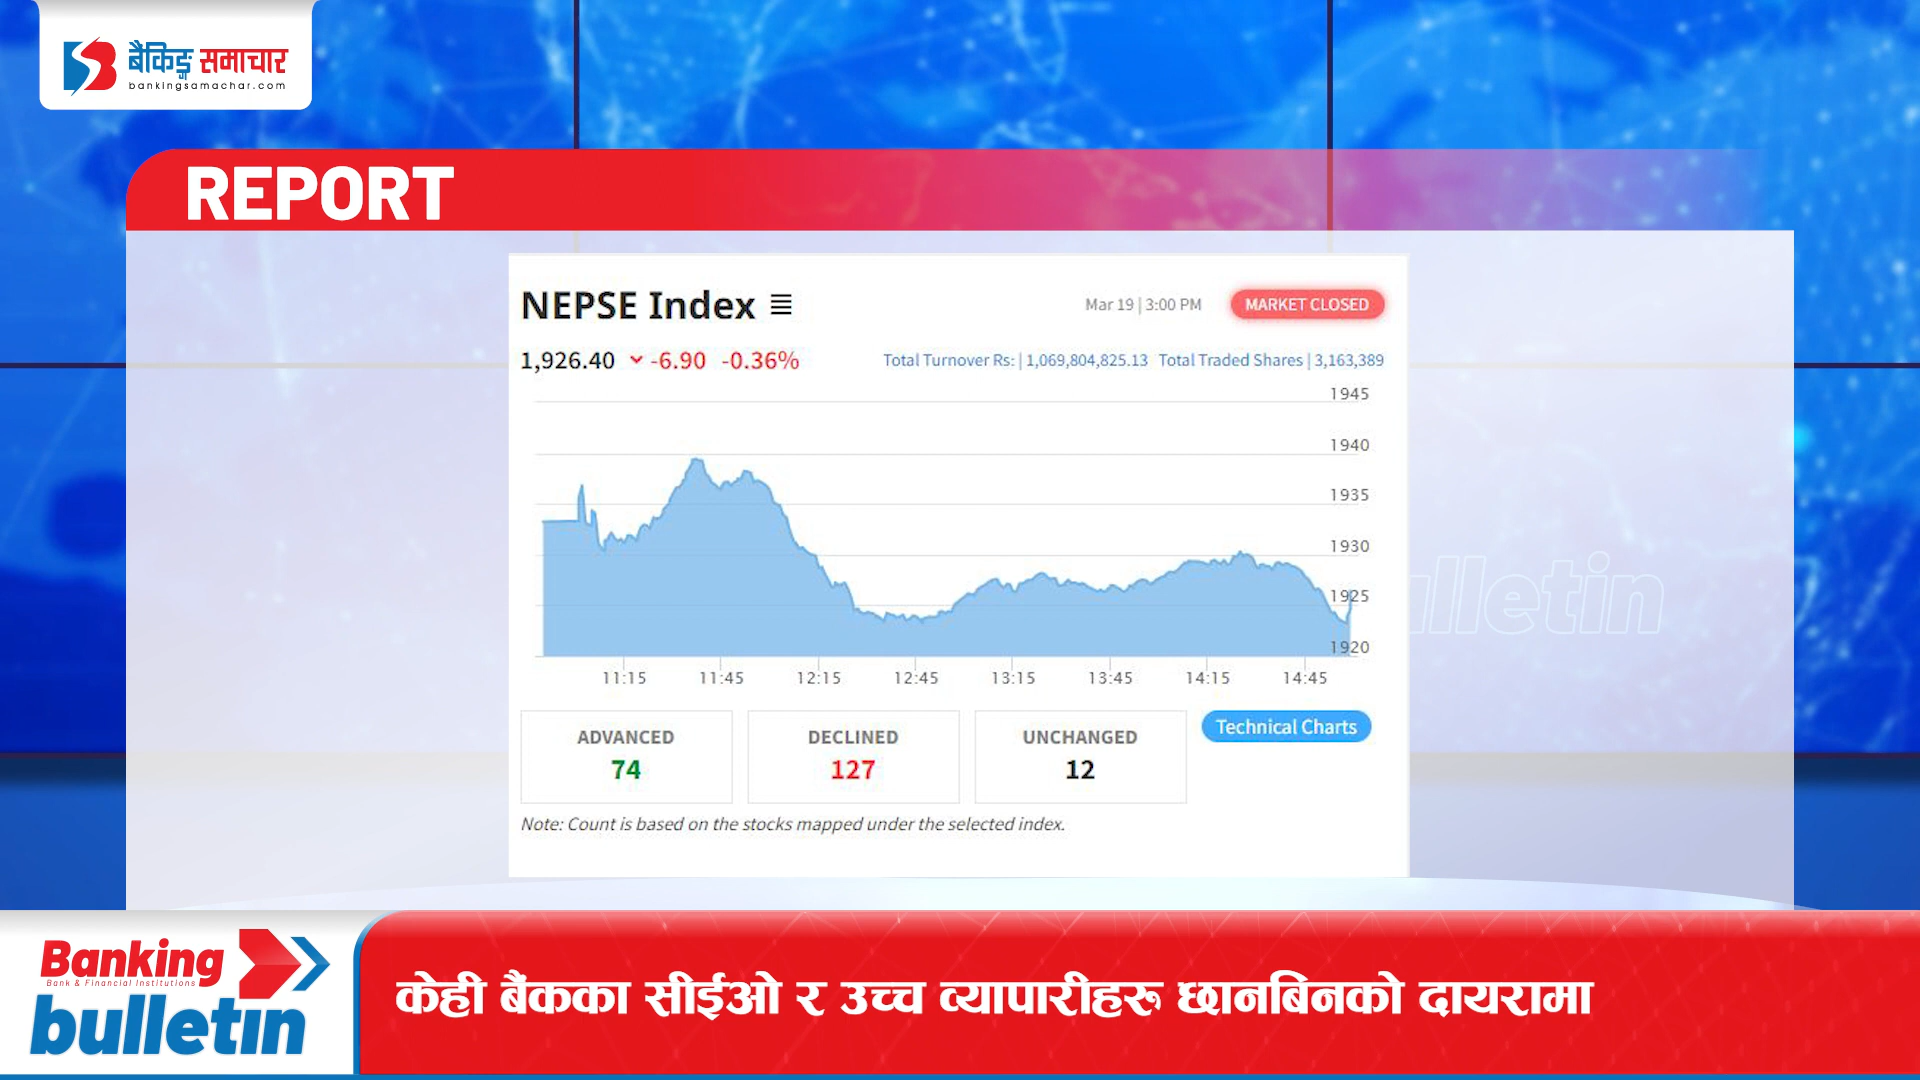 बैंकिङ्ग समाचार
bankingsamachar.com
REPORT
NEPSE Index
Mar 19 | 3:00 PM
MARKET CLOSED
1,926.40 -6.90 -0.36%
Total Turnover Rs: | 1,069,804,825.13 Total Traded Shares | 3,163,389
1945
1940
1935
1930
1925
1920
11:15 11:45 12:15 12:45 13:15 13:45 14:15 14:45
ADVANCED
74
DECLINED
127
UNCHANGED
12
Technical Charts
Note: Count is based on the stocks mapped under the selected index.
ulletin
Banking
Bank & Financial Institutions
bulletin
केही बैंकका सीईओ र उच्च व्यापारीहरु छानबिनको दायरामा